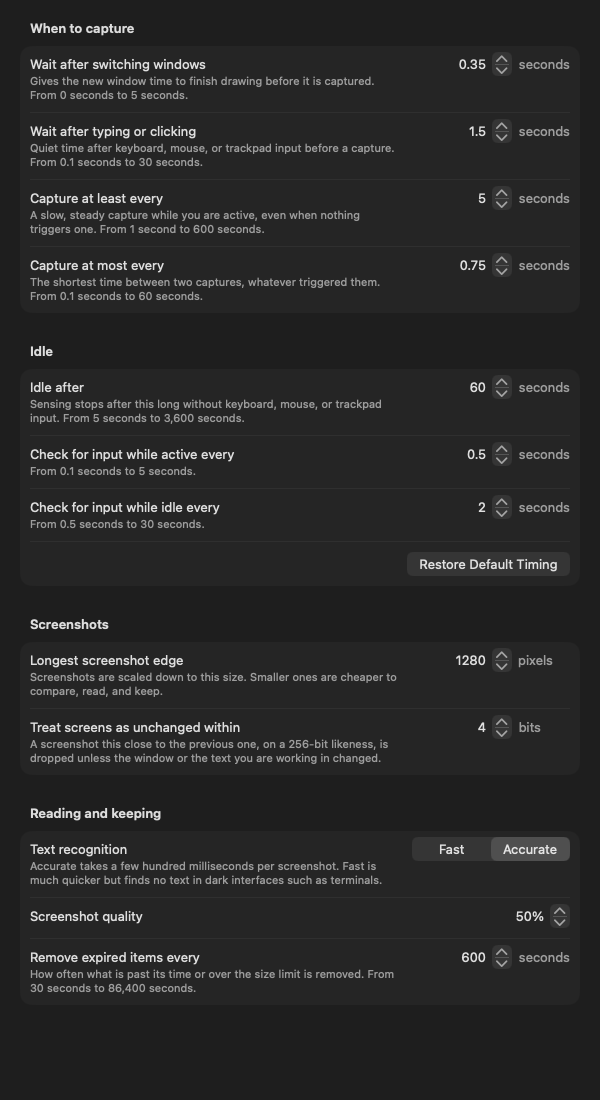 When to capture
Wait after switching windows 0.35 seconds
Gives the new window time to finish drawing before it is captured.
From 0 seconds to 5 seconds.
Wait after typing or clicking 1.5 seconds
Quiet time after keyboard, mouse, or trackpad input before a capture.
From 0.1 seconds to 30 seconds.
Capture at least every 5 seconds
A slow, steady capture while you are active, even when nothing
triggers one. From 1 second to 600 seconds.
Capture at most every 0.75 seconds
The shortest time between two captures, whatever triggered them.
From 0.1 seconds to 60 seconds.
Idle
Idle after 60 seconds
Sensing stops after this long without keyboard, mouse, or trackpad
input. From 5 seconds to 3,600 seconds.
Check for input while active every 0.5 seconds
From 0.1 seconds to 5 seconds.
Check for input while idle every 2 seconds
From 0.5 seconds to 30 seconds.
Restore Default Timing
Screenshots
Longest screenshot edge 1280 pixels
Screenshots are scaled down to this size. Smaller ones are cheaper to
compare, read, and keep.
Treat screens as unchanged within 4 bits
A screenshot this close to the previous one, on a 256-bit likeness, is
dropped unless the window or the text you are working in changed.
Reading and keeping
Text recognition Fast Accurate
Accurate takes a few hundred milliseconds per screenshot. Fast is
much quicker but finds no text in dark interfaces such as terminals.
Screenshot quality 50%
Remove expired items every 600 seconds
How often what is past its time or over the size limit is removed. From
30 seconds to 86,400 seconds.